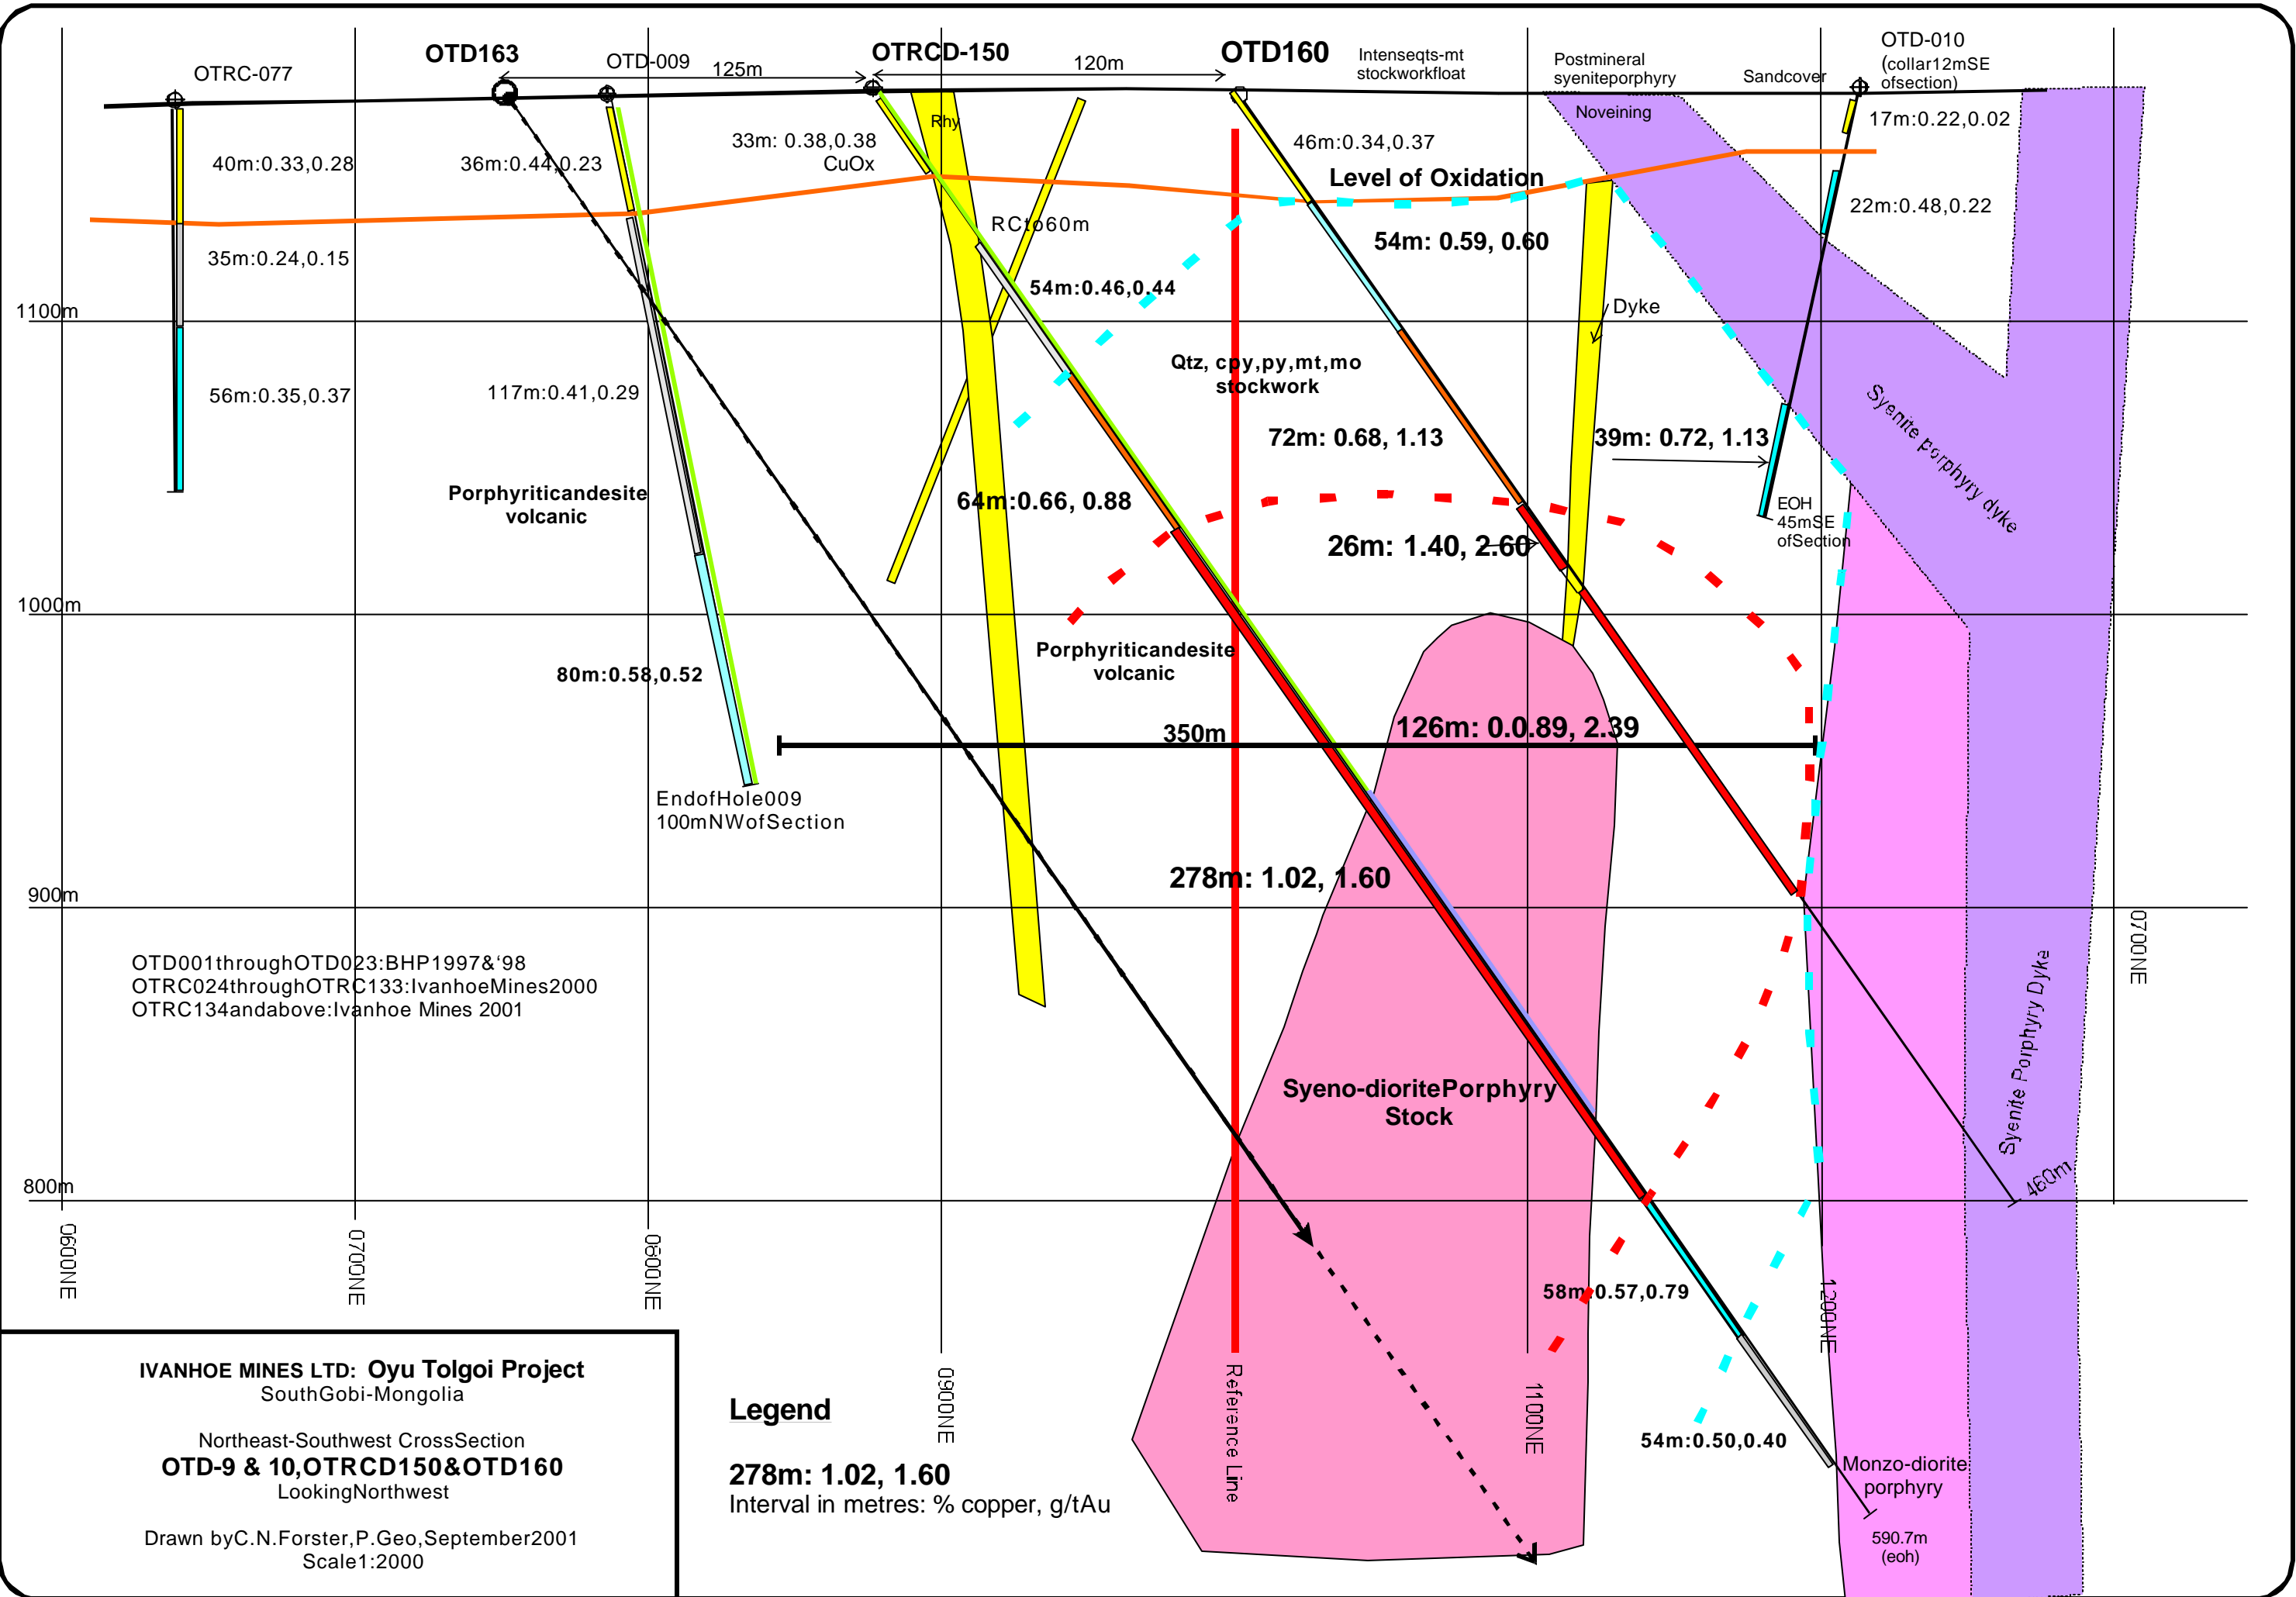 OTD163
OTRCD-150
OTD160
OTRC-077
OTD-009
125m
120m
Intenseqts-mt
stockworkfloat
Postmineral
syeniteporphyry
Sandcover
OTD-010
(collar12mSE
ofsection)
Noveining
17m:0.22,0.02
Rhy
40m:0.33,0.28
36m:0.44,0.23
33m: 0.38,0.38
CuOx
46m:0.34,0.37
Level of Oxidation
22m:0.48,0.22
RCto60m
35m:0.24,0.15
54m: 0.59, 0.60
54m:0.46,0.44
1100m
Dyke
Qtz, cpy,py,mt,mo
stockwork
56m:0.35,0.37
117m:0.41,0.29
Syenite porphyry dyke
72m: 0.68, 1.13
39m: 0.72, 1.13
Porphyriticandesite
volcanic
64m:0.66, 0.88
EOH
45mSE
ofSection
26m: 1.40, 2.60
1000m
Porphyriticandesite
volcanic
80m:0.58,0.52
350m
126m: 0.0.89, 2.39
EndofHole009
100mNWofSection
278m: 1.02, 1.60
900m
0700NE
OTD001throughOTD023:BHP1997&‘98
OTRC024throughOTRC133:IvanhoeMines2000
OTRC134andabove:Ivanhoe Mines 2001
Syenite Porphyry Dyke
Syeno-dioritePorphyry
Stock
460m
800m
0600NE
0700NE
0800NE
58m:0.57,0.79
1200NE
0900NE
Reference Line
1100NE
54m:0.50,0.40
Monzo-diorite
porphyry
590.7m
(eoh)
IVANHOE MINES LTD: Oyu Tolgoi Project
SouthGobi-Mongolia
Northeast-Southwest CrossSection
OTD-9 & 10,OTRCD150&OTD160
LookingNorthwest
Drawn byC.N.Forster,P.Geo,September2001
Scale1:2000
Legend
278m: 1.02, 1.60
Interval in metres: % copper, g/tAu